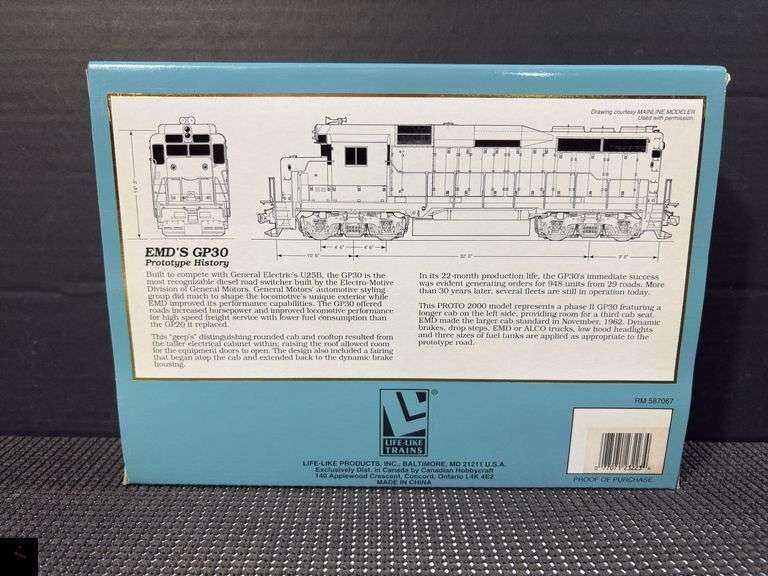 Drawing courtesy MAINLINE MODELER
Used with permission.
EMD'S GP30
Prototype History
Built to compete with General Electric's U25B, the GP30 is the
most recognizable diesel road switcher built by the Electro-Motive
Division of General Motors. General Motors' automotive styling
group did much to shape the locomotive's unique exterior while
EMD improved its performance capabilities. The GP30 offered
roads increased horsepower and improved locomotive performance
for high speed freight service with lower fuel consumption than
the GP20 it replaced.
This "geep's" distinguishing rounded cab and rooftop resulted from
the taller electrical cabinet within; raising the roof allowed room
for the equipment doors to open. The design also included a fairing
that began atop the cab and extended back to the dynamic brake
housing.
In its 22-month production life, the GP30's immediate success
was evident generating orders for 948 units from 29 roads. More
than 30 years later, several fleets are still in operation today.
This PROTO 2000 model represents a phase II GP30 featuring a
longer cab on the left side, providing room for a third cab seat.
EMD made the larger cab standard in November, 1962. Dynamic
brakes, drop steps, EMD or ALCO trucks, low hood headlights
and three sizes of fuel tanks are applied as appropriate to the
prototype road.
RM 587067
LIFE-LIKE
TRAINS
®
LIFE-LIKE PRODUCTS, INC., BALTIMORE, MD 21211 U.S.A.
Exclusively Dist. in Canada by Canadian Hobbycraft
140 Applewood Crescent, Concord, Ontario L4K 4E2
MADE IN CHINA
PROOF OF PURCHASE